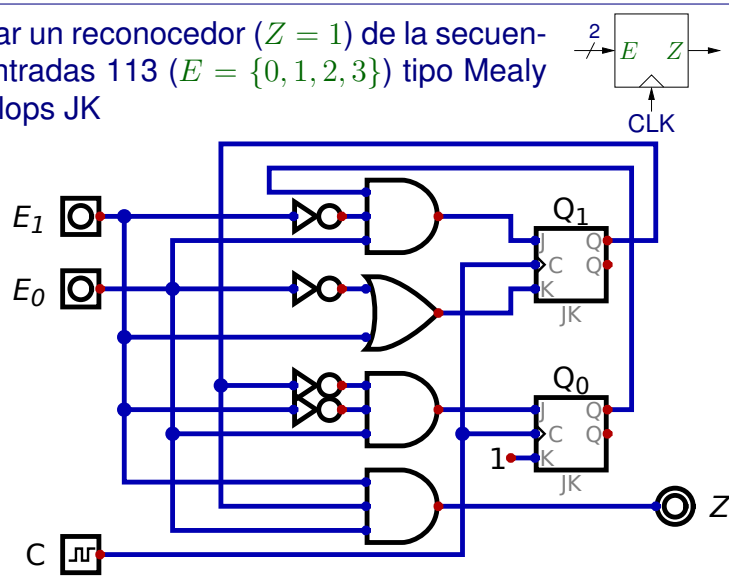 ar un reconocedor (Z = 1) de la secuen-
ntradas 113 (E = {0, 1, 2, 3}) tipo Mealy
lops JK
2
E Z
CLK
E1
E0
Q1
J Q
C Q
K
JK
Q0
J Q
C Q
1 K
JK
Z
C